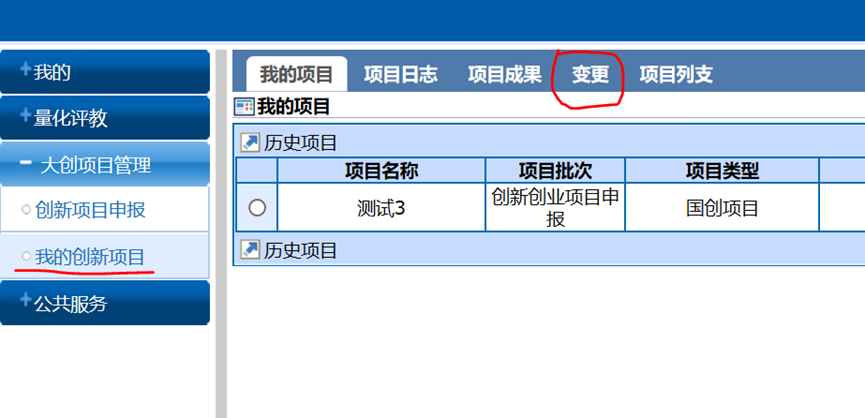 我的
量化评教
大创项目管理
创新项目申报
我的创新项目
公共服务
我的项目 项目日志 项目成果 变更 项目列支
我的项目
历史项目
项目名称 项目批次 项目类型
测试3 创新创业项目申报 国创项目
历史项目